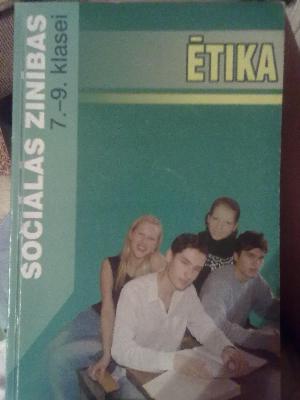 SOCIĀLĀS ZINĪBAS
7.–9. klasei
ĒTIKA